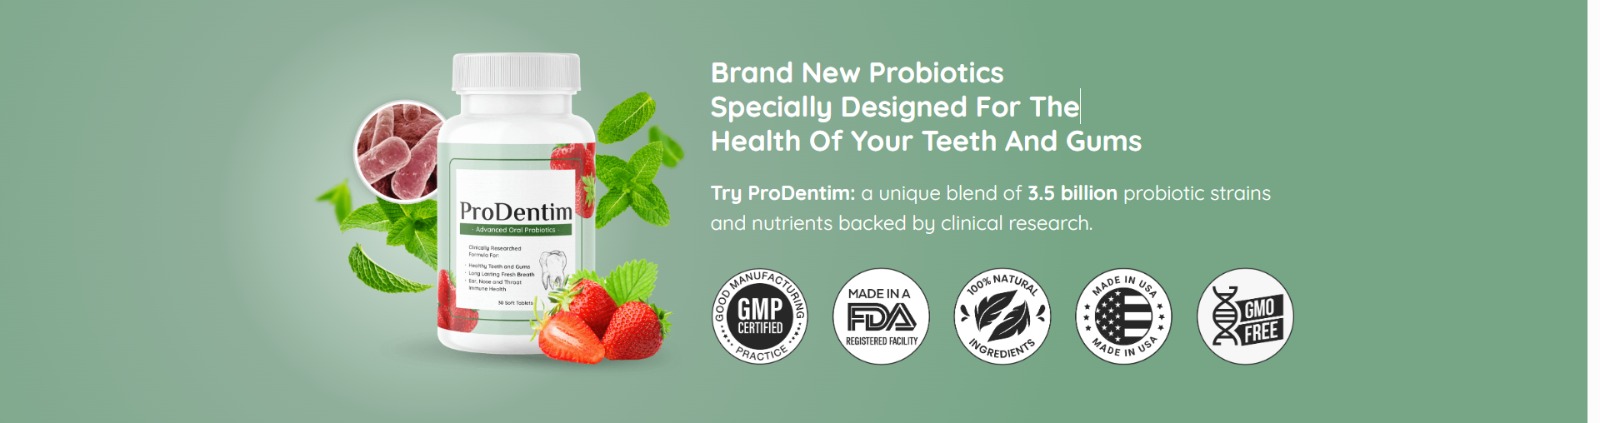 Brand New Probiotics
Specially Designed For The
Health Of Your Teeth And Gums
Try ProDentim: a unique blend of 3.5 billion probiotic strains
and nutrients backed by clinical research.
ProDentim
- Advanced Oral Probiotics -
Clinically Researched
Formula For:
· Healthy Teeth and Gums
· Long Lasting Fresh Breath
· Ear, Nose and Throat
Immune Health
30 Soft Tablets
GOOD MANUFACTURING
GMP
CERTIFIED
PRACTICE
MADE IN A
FDA
REGISTERED FACILITY
100% NATURAL
INGREDIENTS
MADE IN USA
MADE IN USA
GMO
FREE